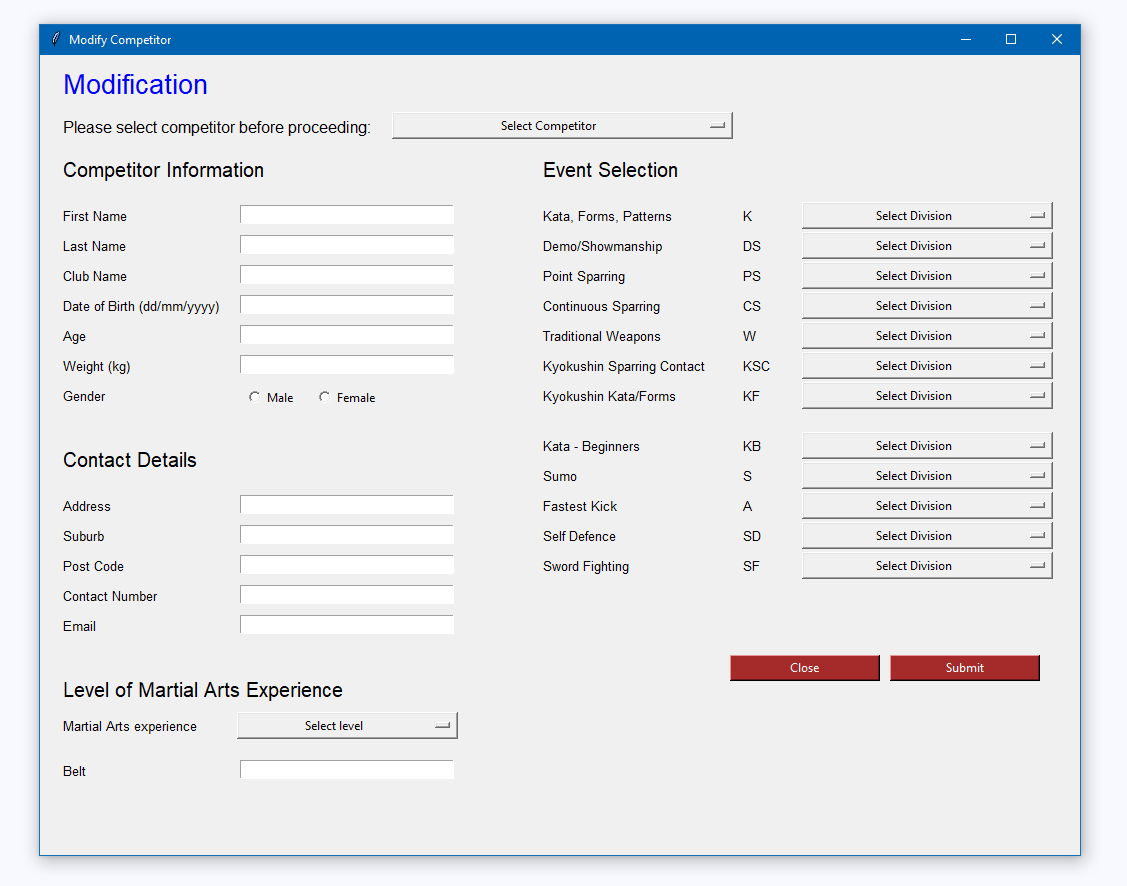 Modify Competitor
Modification
Please select competitor before proceeding: Select Competitor
Competitor Information
First Name
Last Name
Club Name
Date of Birth (dd/mm/yyyy)
Age
Weight (kg)
Gender Male Female
Contact Details
Address
Suburb
Post Code
Contact Number
Email
Level of Martial Arts Experience
Martial Arts experience Select level
Belt
Event Selection
Kata, Forms, Patterns K Select Division
Demo/Showmanship DS Select Division
Point Sparring PS Select Division
Continuous Sparring CS Select Division
Traditional Weapons W Select Division
Kyokushin Sparring Contact KSC Select Division
Kyokushin Kata/Forms KF Select Division
Kata - Beginners KB Select Division
Sumo S Select Division
Fastest Kick A Select Division
Self Defence SD Select Division
Sword Fighting SF Select Division
Close Submit